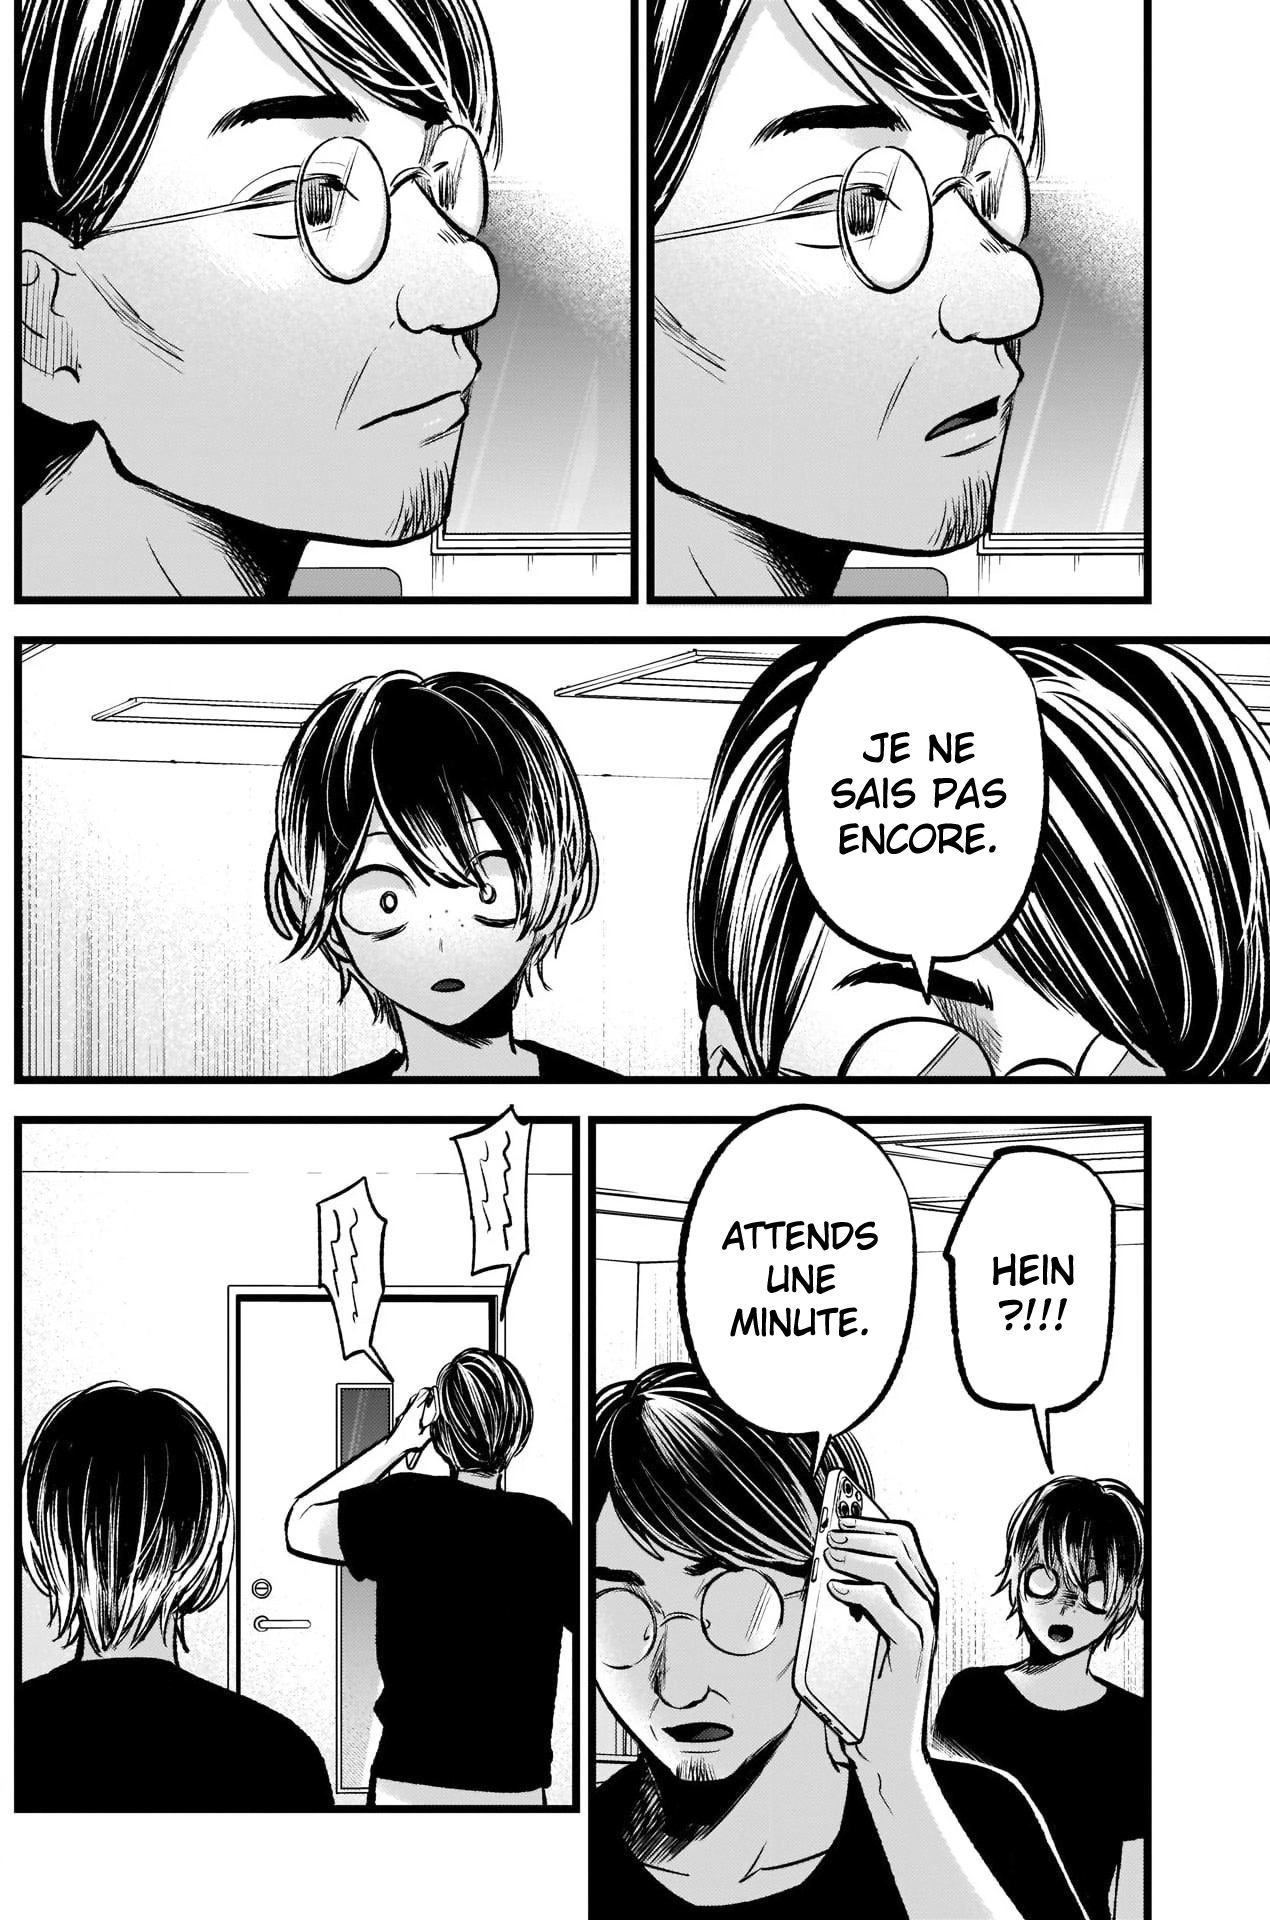 JE NE
SAIS PAS
ENCORE.
HEIN
?!!!
ATTENDS
UNE
MINUTE.